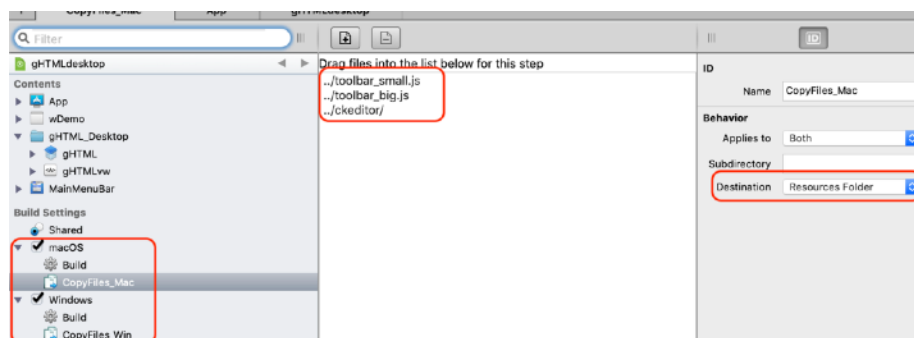 CopyFiles_Mac
App
gHTMLdesktop
Filter
ID
gHTMLdesktop
Contents
App
wDemo
gHTML_Desktop
gHTML
gHTMLvw
MainMenuBar
Build Settings
Shared
macOS
Build
CopyFiles_Mac
Windows
Build
CopyFiles_Win
Drag files into the list below for this step
../toolbar_small.js
../toolbar_big.js
../ckeditor/
ID
Name CopyFiles_Mac
Behavior
Applies to Both
Subdirectory
Destination Resources Folder